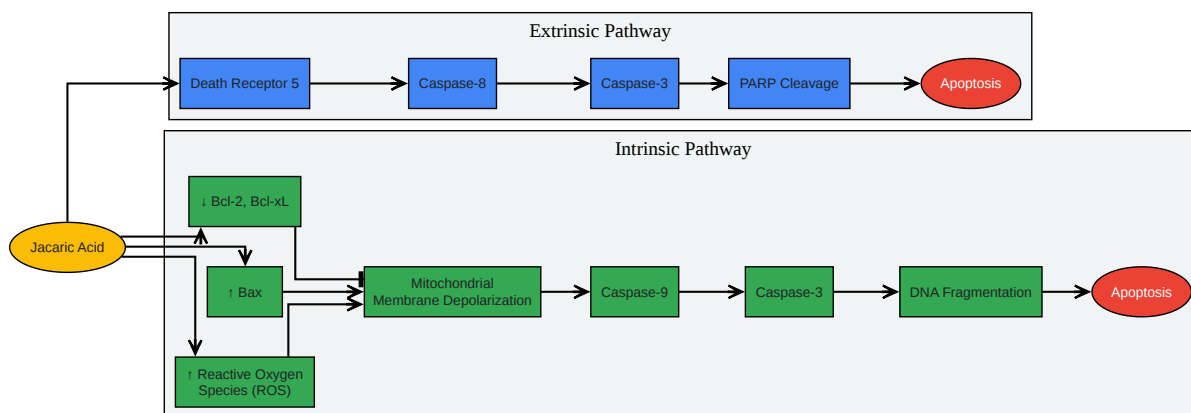 Extrinsic Pathway
Death Receptor 5
Caspase-8
Caspase-3
PARP Cleavage
Apoptosis
Intrinsic Pathway
↓ Bcl-2, Bcl-xL
Jacaric Acid
↑ Bax
Mitochondrial
Membrane Depolarization
Caspase-9
Caspase-3
DNA Fragmentation
Apoptosis
↑ Reactive Oxygen
Species (ROS)